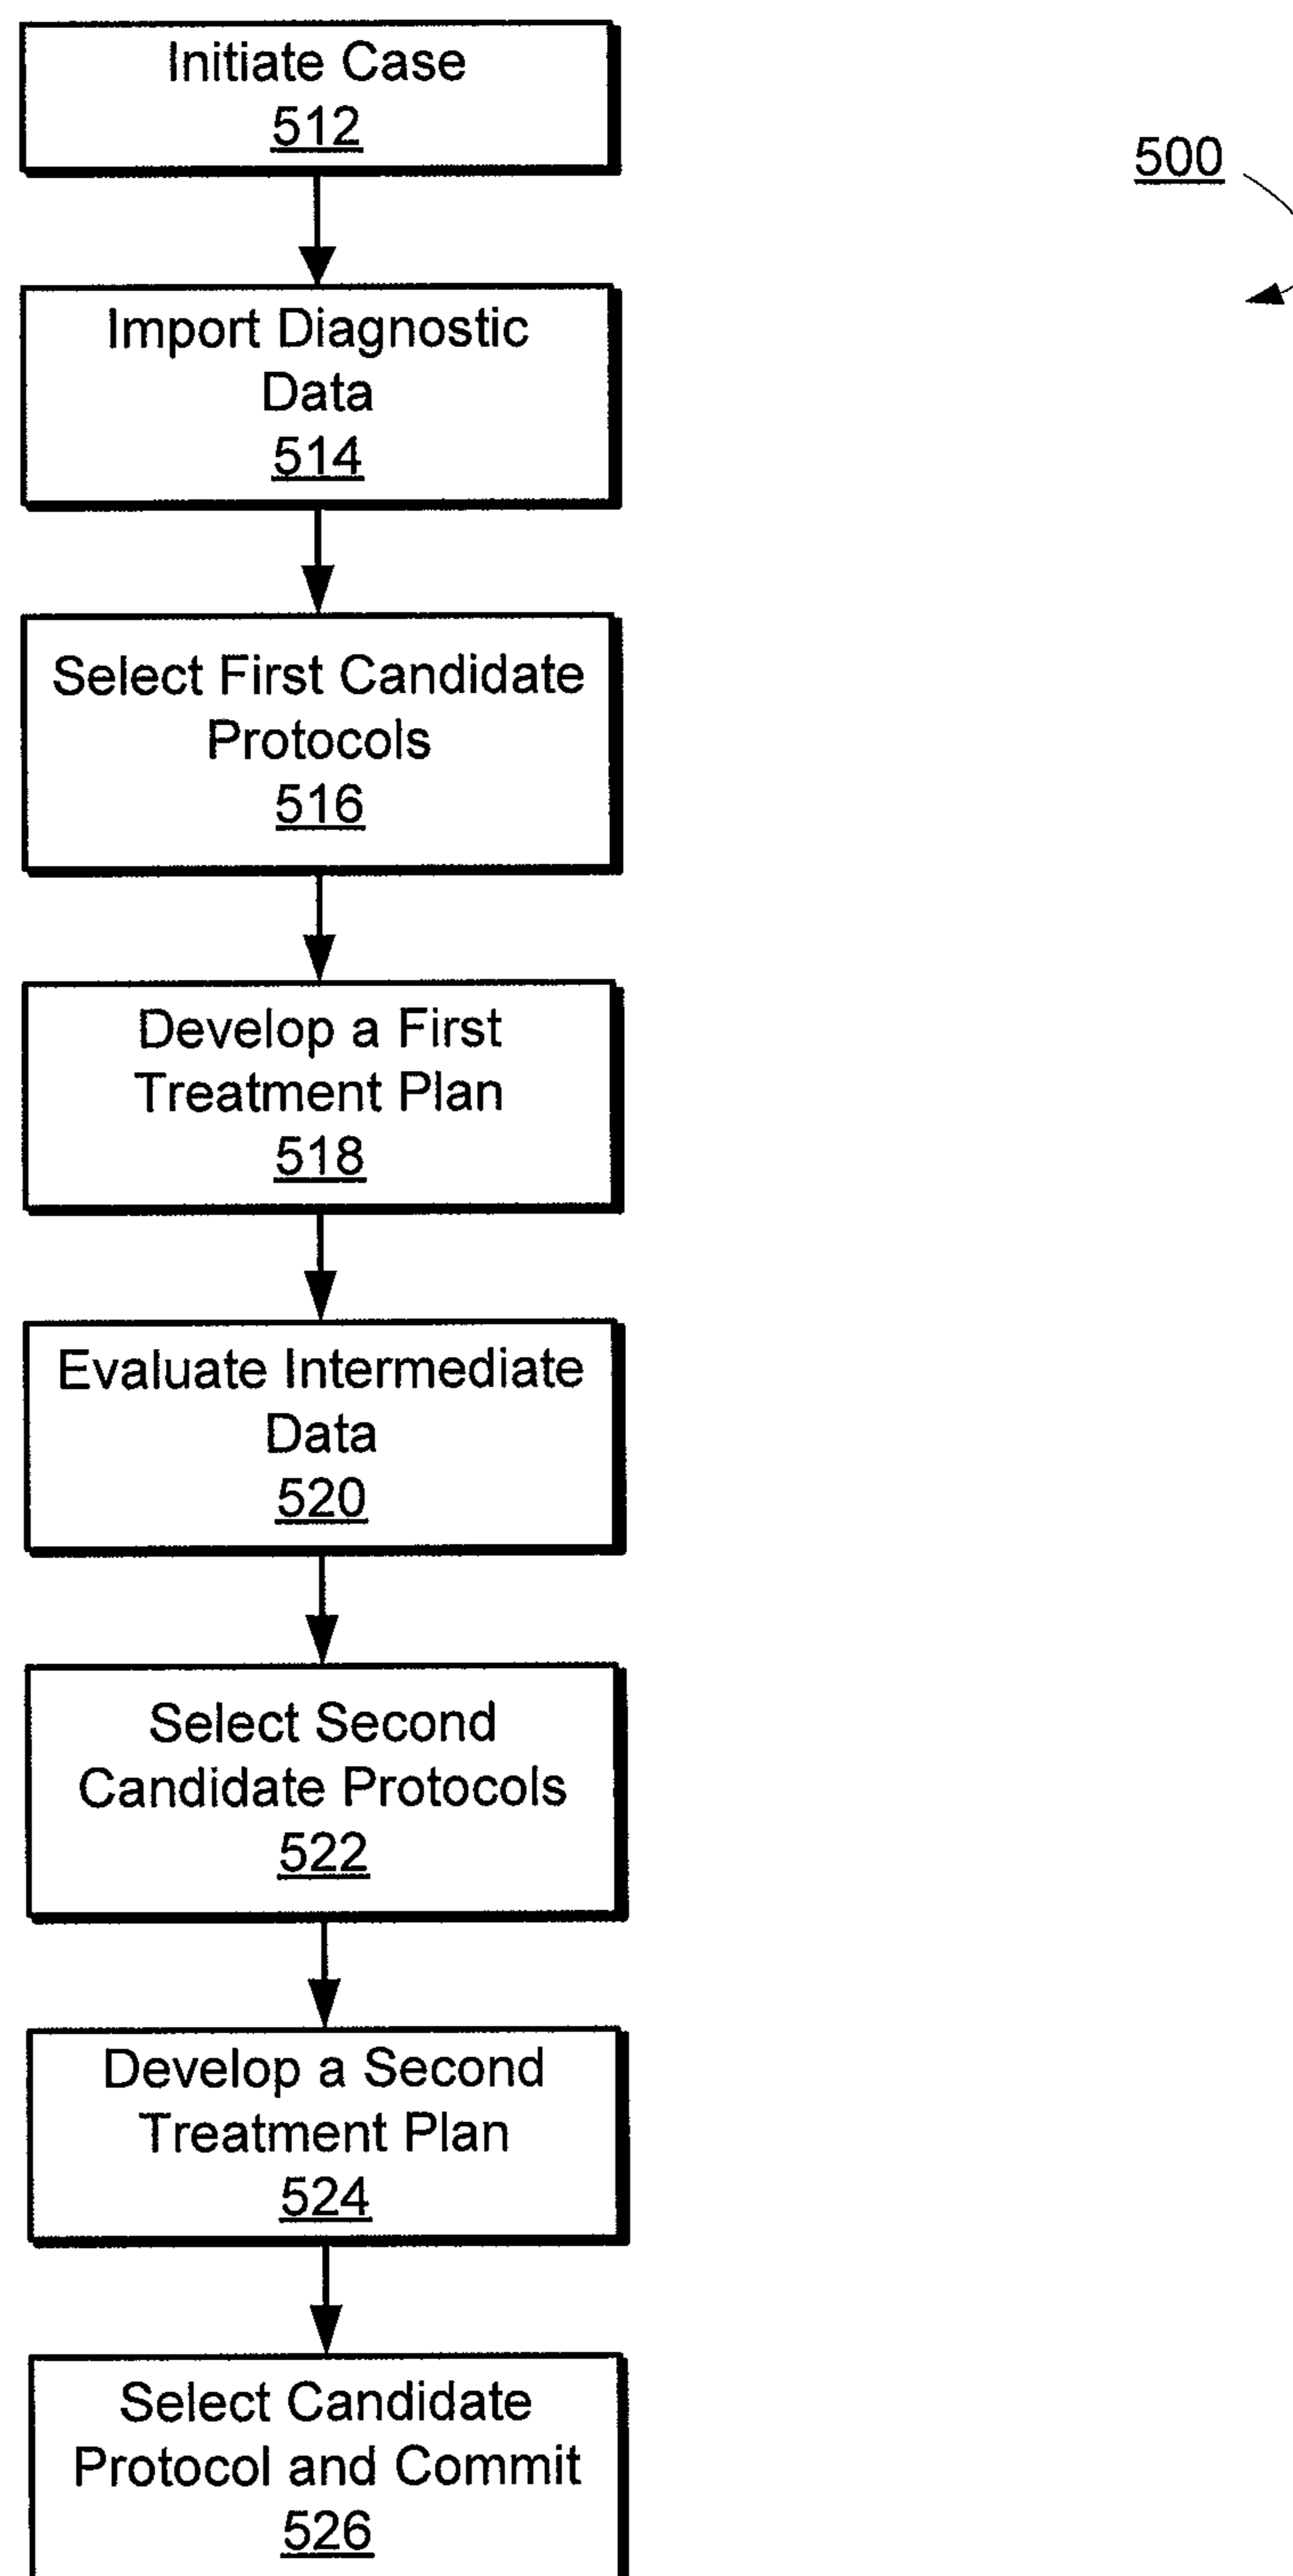 Initiate Case
512
500
Import Diagnostic
Data
514
Select First Candidate
Protocols
516
Develop a First
Treatment Plan
518
Evaluate Intermediate
Data
520
Select Second
Candidate Protocols
522
Develop a Second
Treatment Plan
524
Select Candidate
Protocol and Commit
526